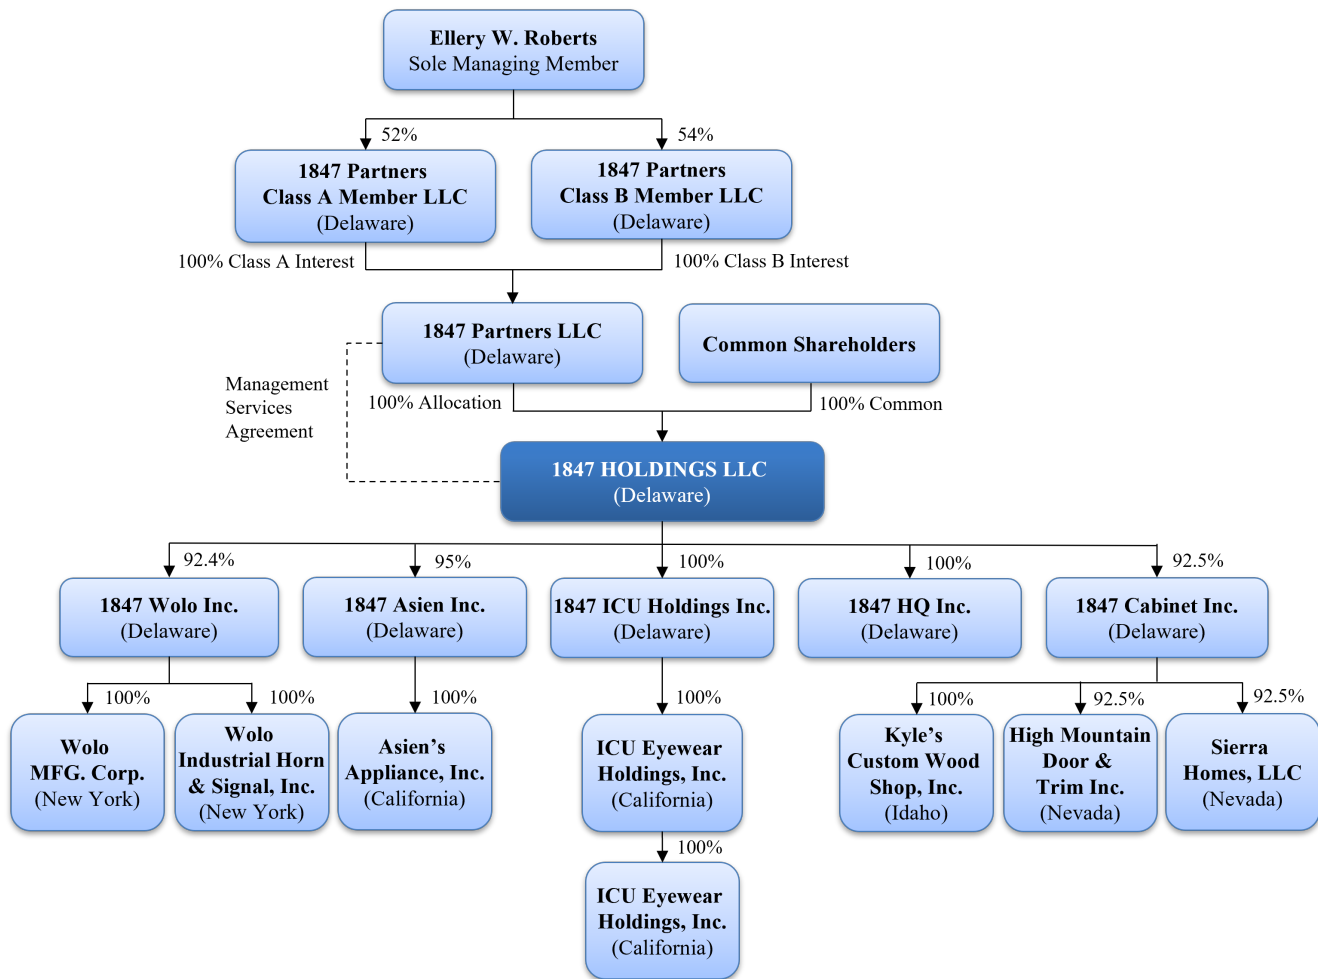 Ellery W. Roberts
Sole Managing Member
52%
54%
1847 Partners
Class A Member LLC
(Delaware)
1847 Partners
Class B Member LLC
(Delaware)
100% Class A Interest
100% Class B Interest
1847 Partners LLC
(Delaware)
Common Shareholders
Management
Services
Agreement
100% Allocation
100% Common
1847 HOLDINGS LLC
(Delaware)
92.4%
95%
100%
100%
92.5%
1847 Wolo Inc.
(Delaware)
1847 Asien Inc.
(Delaware)
1847 ICU Holdings Inc.
(Delaware)
1847 HQ Inc.
(Delaware)
1847 Cabinet Inc.
(Delaware)
100%
100%
100%
100%
100%
92.5%
92.5%
Wolo
MFG. Corp.
(New York)
Wolo
Industrial Horn
& Signal, Inc.
(New York)
Asien’s
Appliance, Inc.
(California)
ICU Eyewear
Holdings, Inc.
(California)
Kyle’s
Custom Wood
Shop, Inc.
(Idaho)
High Mountain
Door &
Trim Inc.
(Nevada)
Sierra
Homes, LLC
(Nevada)
100%
ICU Eyewear
Holdings, Inc.
(California)